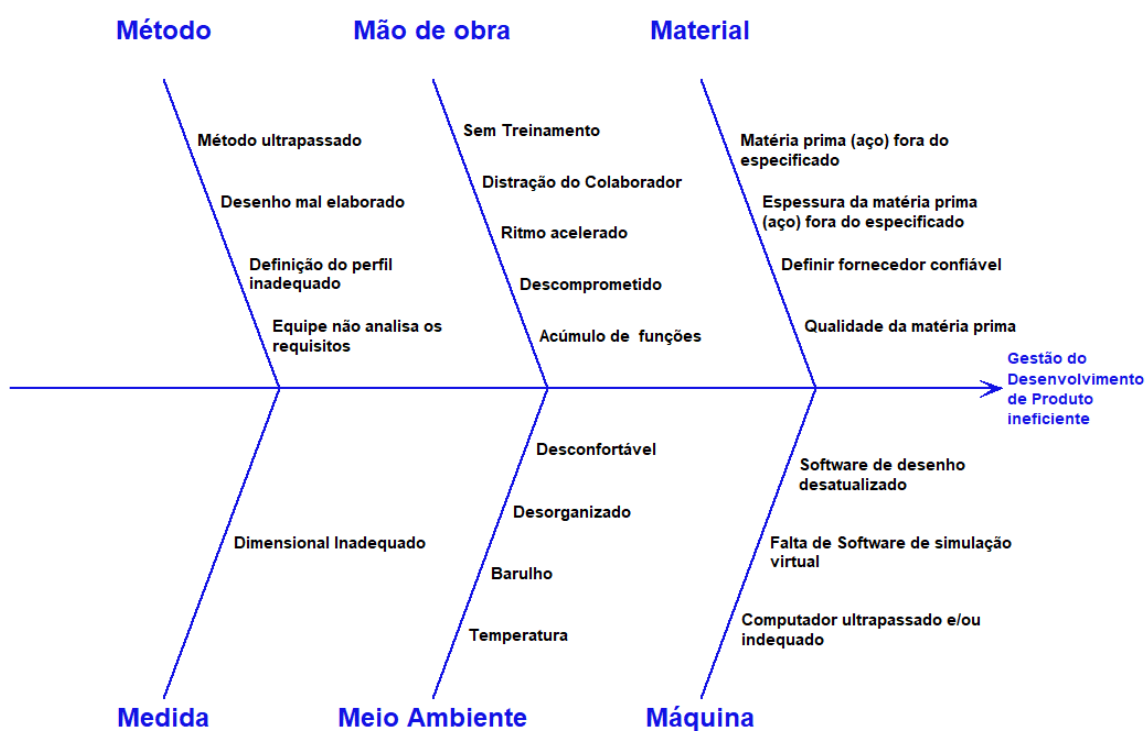 Método
Mão de obra
Material
Método ultrapassado
Desenho mal elaborado
Definição do perfil
inadequado
Equipe não analisa os
requisitos
Sem Treinamento
Distração do Colaborador
Ritmo acelerado
Descomprometido
Acúmulo de funções
Matéria prima (aço) fora do
especificado
Espessura da matéria prima
(aço) fora do especificado
Definir fornecedor confiável
Qualidade da matéria prima
Gestão do
Desenvolvimento
de Produto
ineficiente
Dimensional Inadequado
Desconfortável
Desorganizado
Barulho
Temperatura
Software de desenho
desatualizado
Falta de Software de simulação
virtual
Computador ultrapassado e/ou
indequado
Medida
Meio Ambiente
Máquina